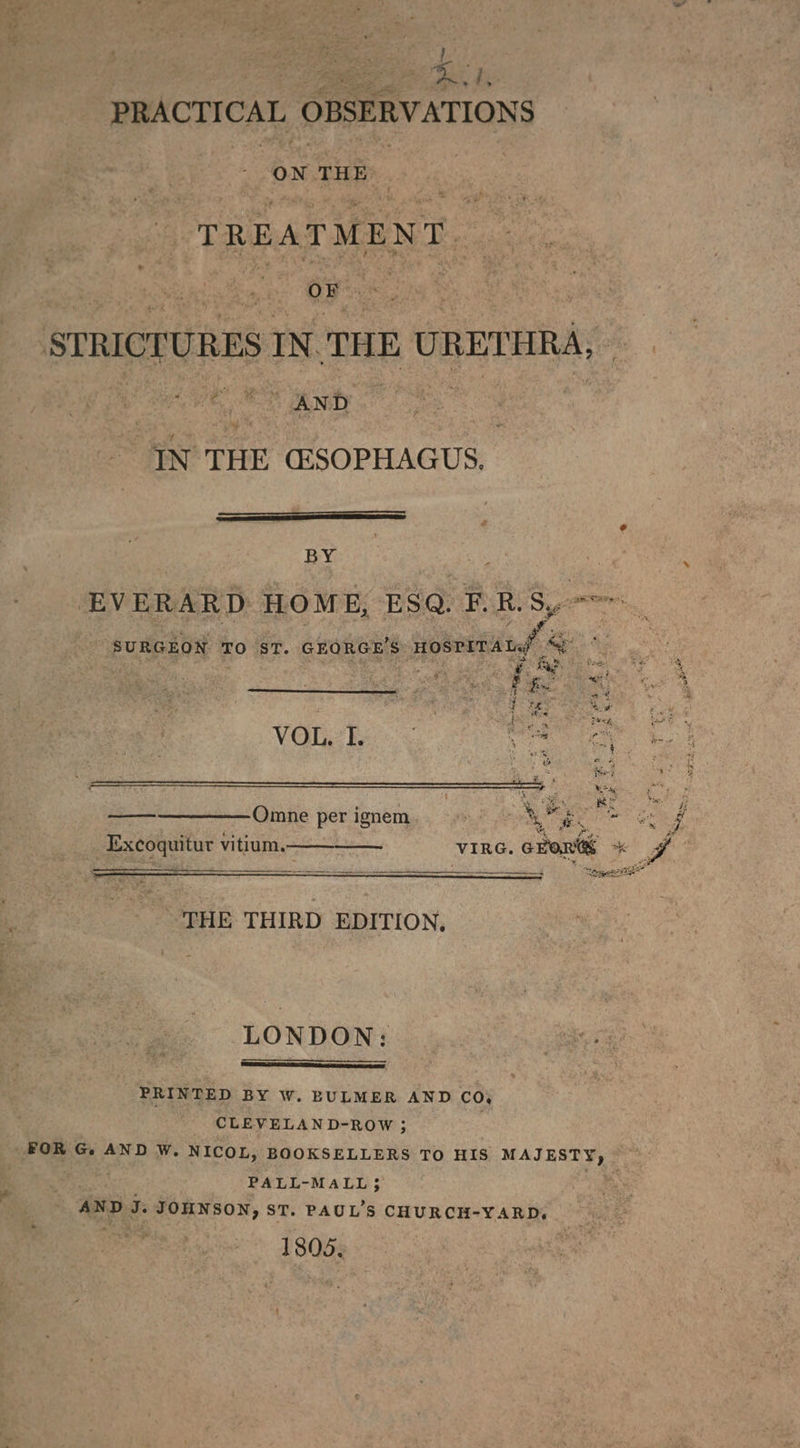 PRACTICAL OBSERVATIONS
ON THE
TREATMENT
OF
STRICTURES IN THE URETHRA,
AND
IN THE ŒSOPHAGUS.
BY
EVERARD HOME, ESQ. F. R. S.
SURGEON TO ST. GEORGE'S HOSPITAL.
VOL. I.
Omne per ignem
Excoquitur vitium. VIRG. GEORG
THE THIRD EDITION.
LONDON:
PRINTED BY W. BULMER AND CO.
CLEVELAND-ROW;
FOR G. AND W. NICOL, BOOKSELLERS TO HIS MAJESTY,
PALL-MALL;
AND J. JOHNSON, ST. PAUL'S CHURCH-YARD.
1805.